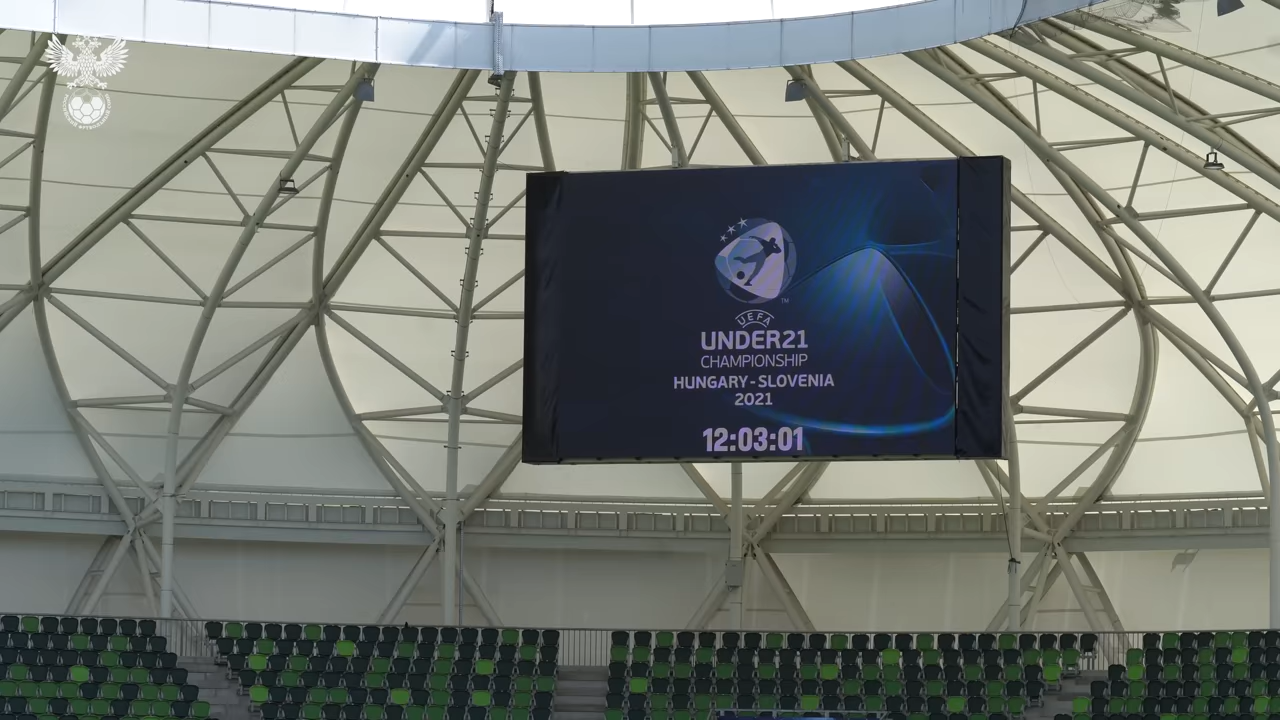 UEFA
UNDER21
CHAMPIONSHIP
HUNGARY-SLOVENIA
2021
12:03:01